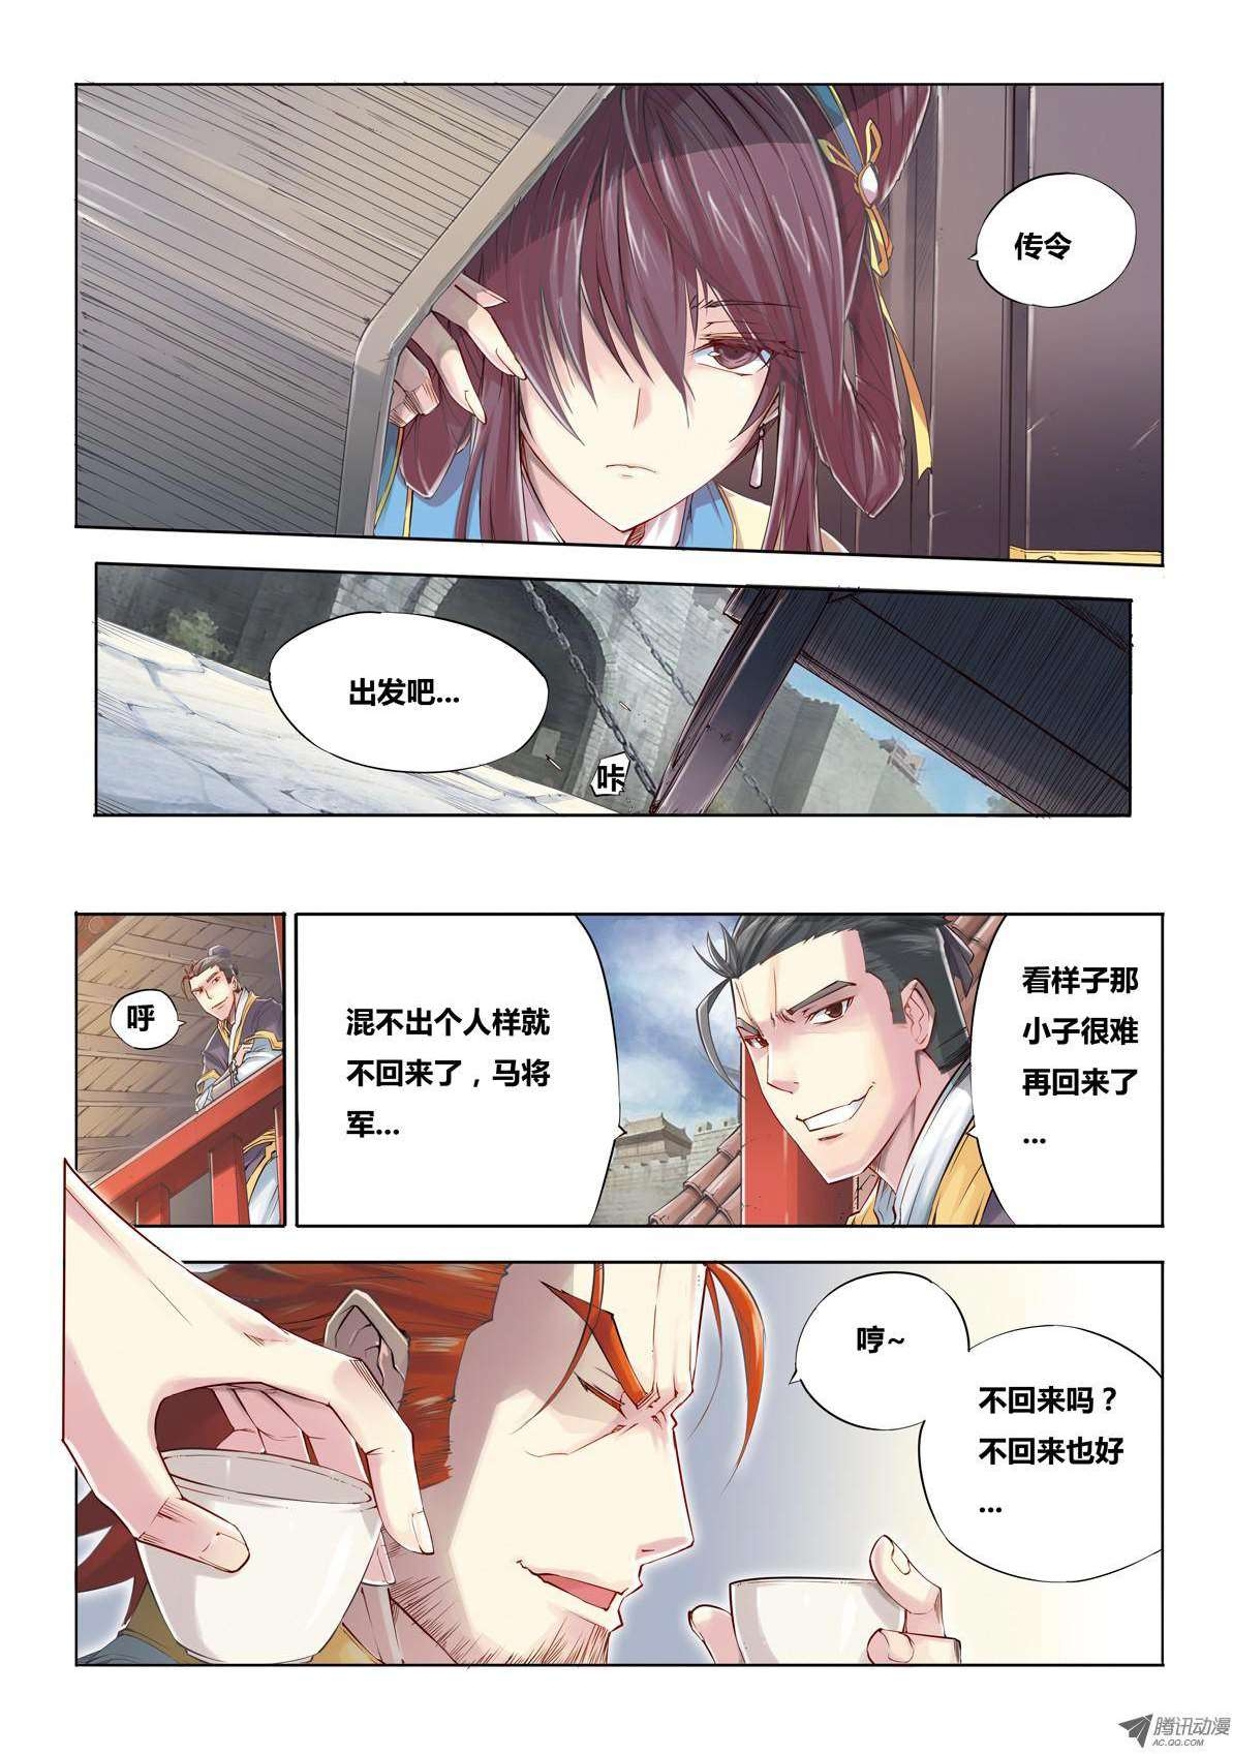 传令
出发吧...
咔
呼
混不出个人样就
不回来了，马将
军...
看样子那
小子很难
再回来了
...
哼~
不回来吗？
不回来也好
...
腾讯动漫
AC.QQ.COM